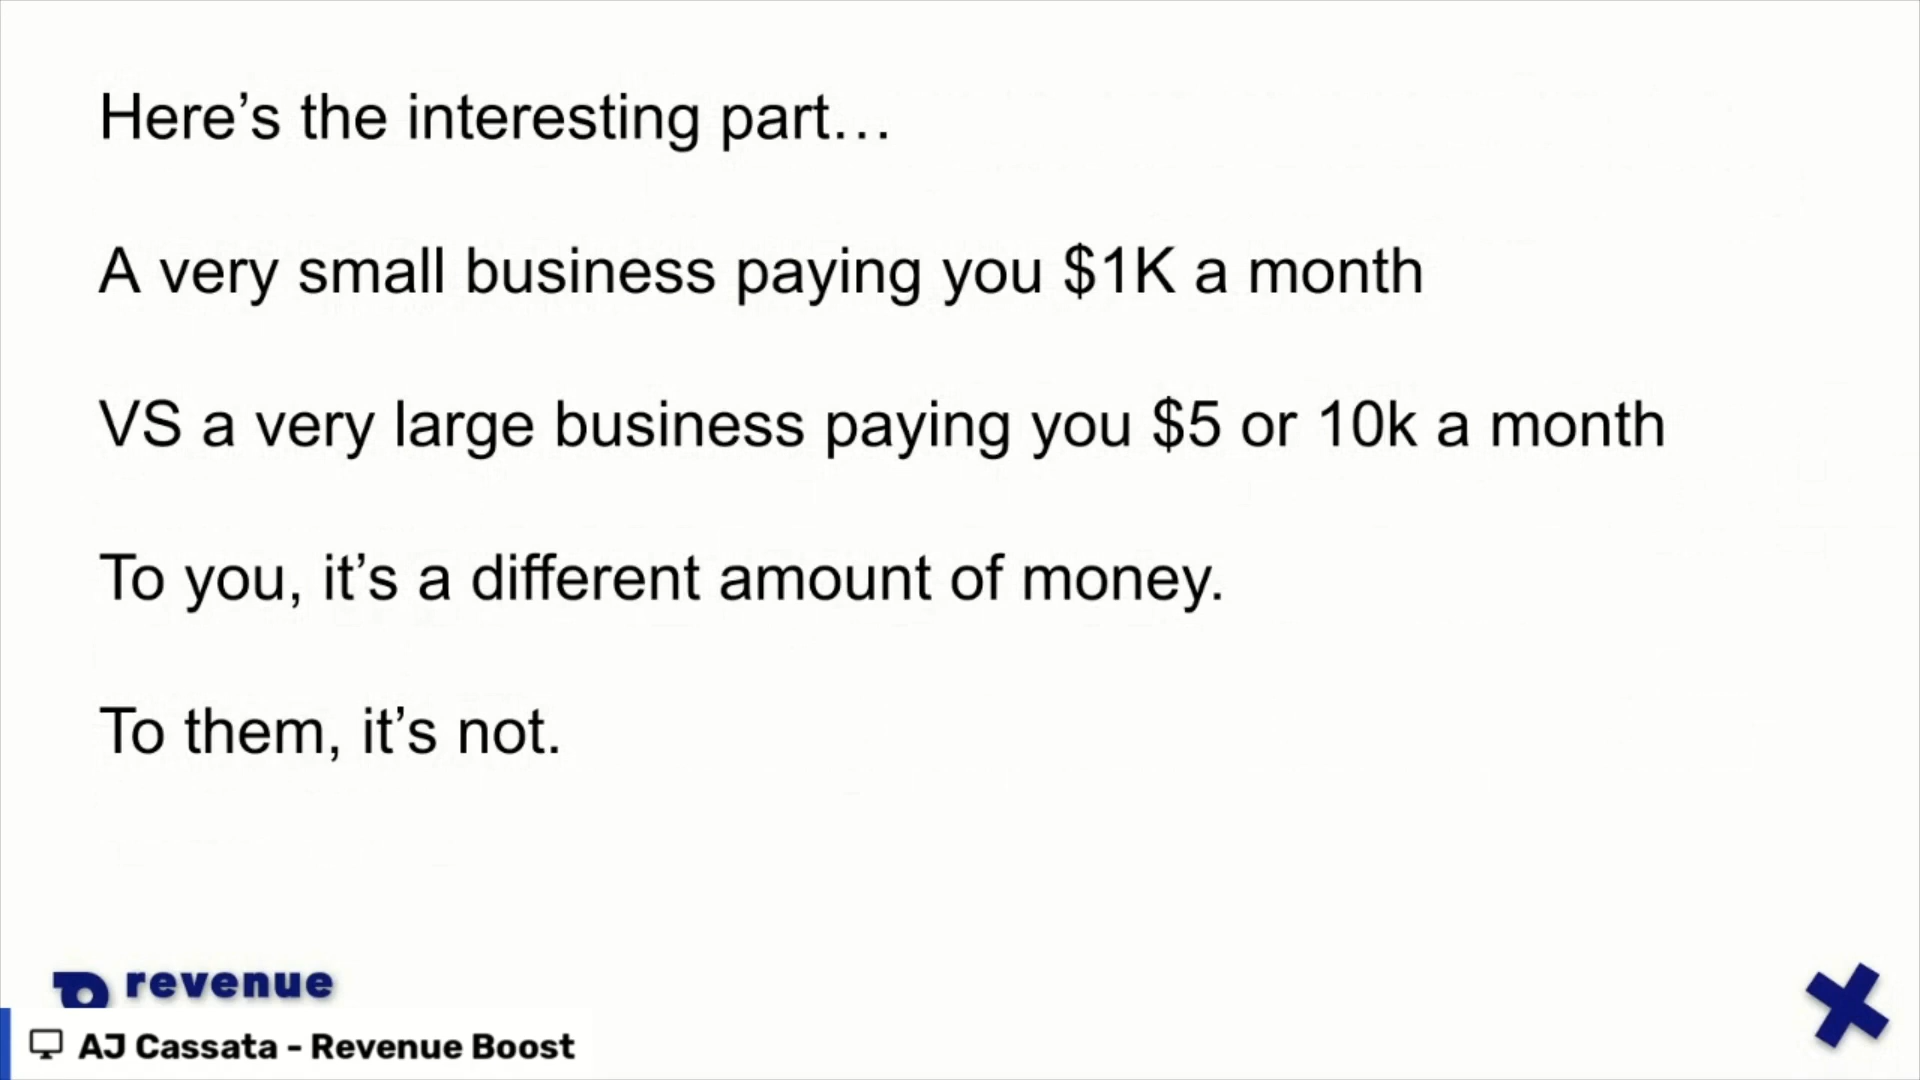 Here’s the interesting part…
A very small business paying you $1K a month
VS a very large business paying you $5 or 10k a month
To you, it’s a different amount of money.
To them, it’s not.
revenue
AJ Cassata - Revenue Boost